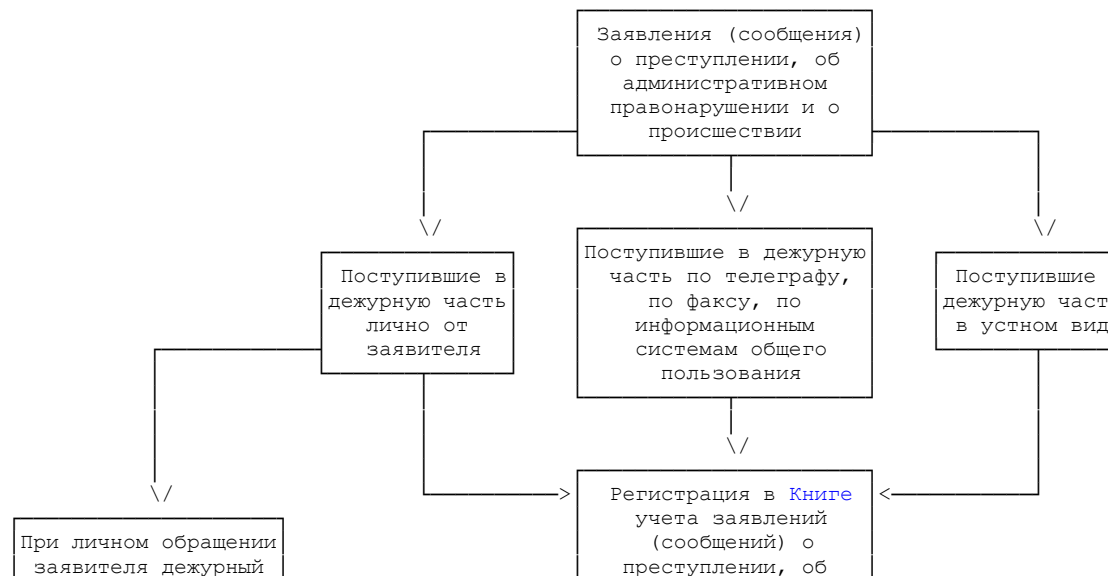 Заявления (сообщения)
о преступлении, об
административном
правонарушении и о
происшествии
Поступившие в
дежурную часть
лично от
заявителя
Поступившие в дежурную
часть по телеграфу,
по факсу, по
информационным
системам общего
пользования
Поступившие
дежурную част
в устном вид
Регистрация в Книге
учета заявлений
(сообщений) о
преступлении, об
При личном обращении
заявителя дежурный